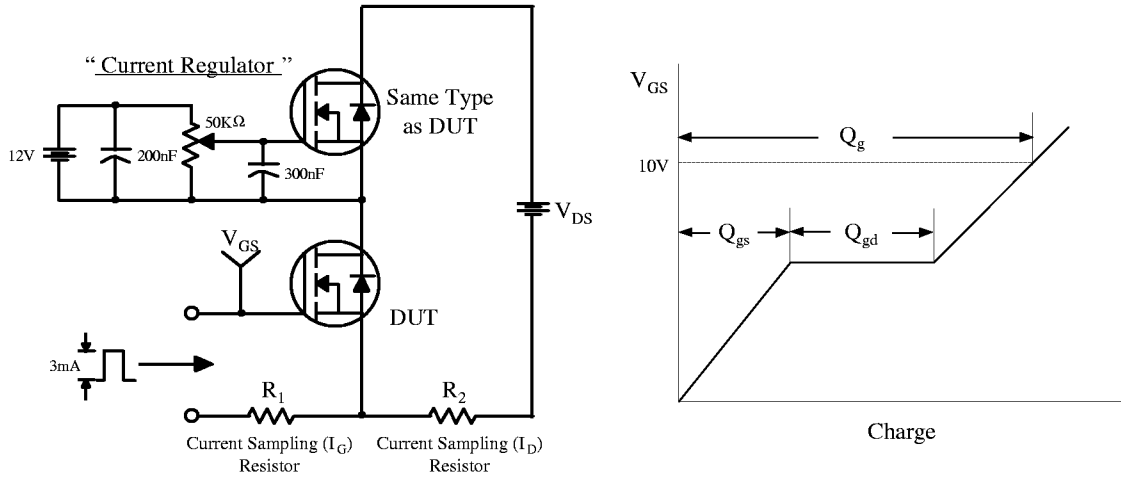 “ Current Regulator ”
50KΩ
12V
200nF
300nF
Same Type
as DUT
V_GS
DUT
V_DS
3mA
R_1
R_2
Current Sampling (I_G)
Resistor
Current Sampling (I_D)
Resistor
V_GS
Q_g
10V
Q_gs
Q_gd
Charge